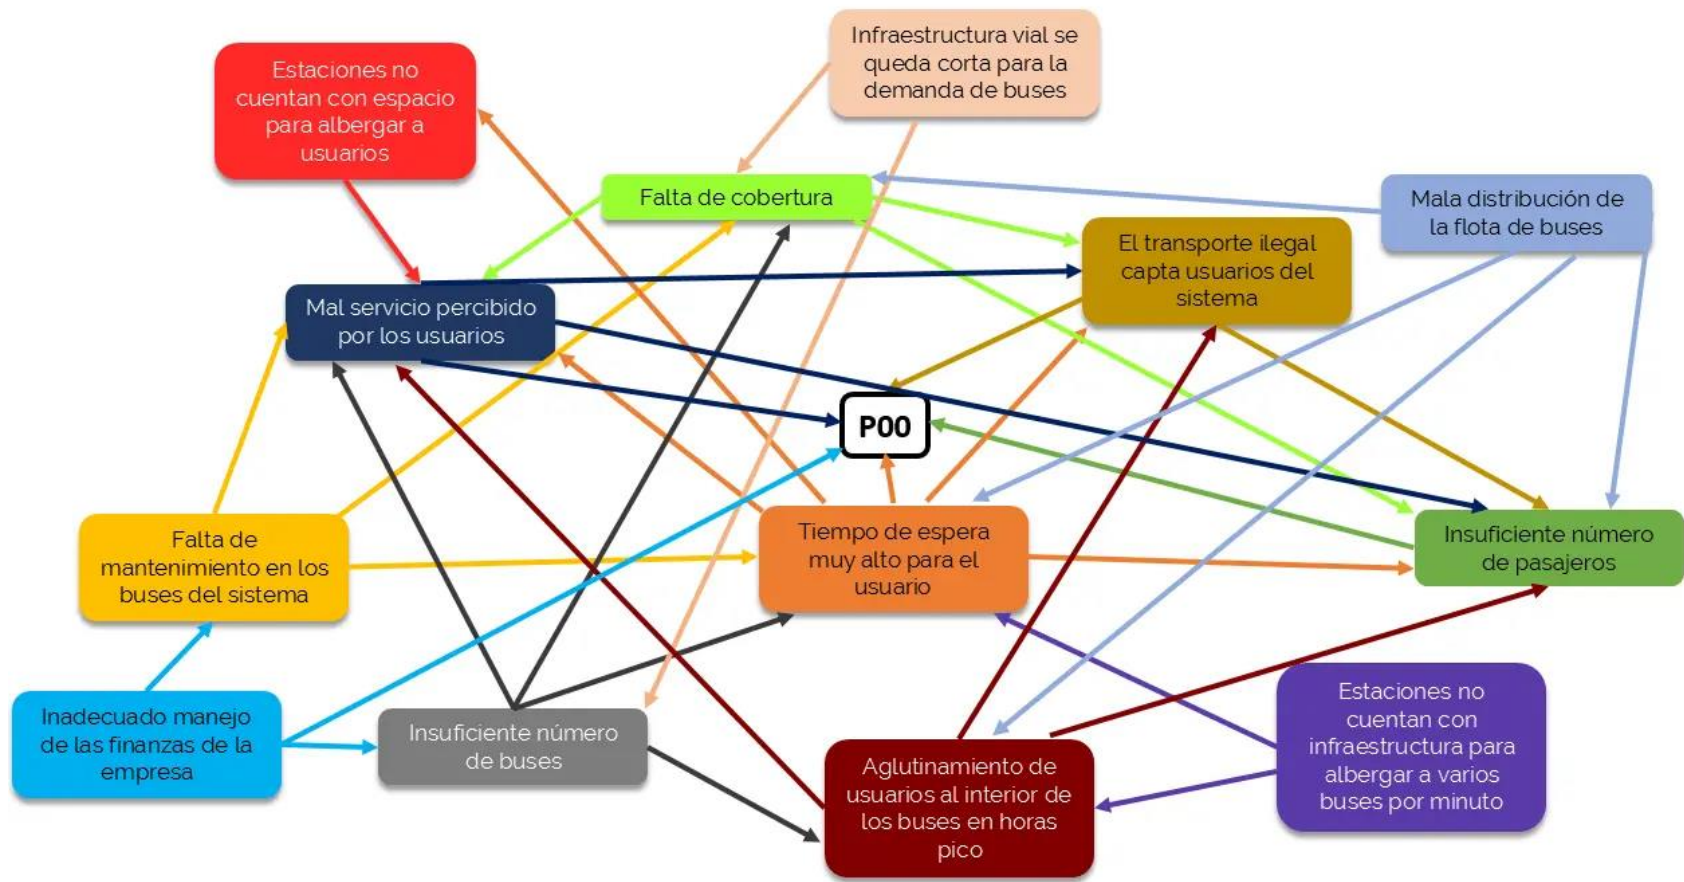 Infraestructura vial se
queda corta para la
demanda de buses
Estaciones no
cuentan con espacio
para albergar a
usuarios
Falta de cobertura
Mala distribución de
la flota de buses
El transporte ilegal
capta usuarios del
sistema
Mal servicio percibido
por los usuarios
P00
Falta de
mantenimiento en los
buses del sistema
Tiempo de espera
muy alto para el
usuario
Insuficiente número
de pasajeros
Inadecuado manejo
de las finanzas de la
empresa
Insuficiente número
de buses
Aglutinamiento de
usuarios al interior de
los buses en horas
pico
Estaciones no
cuentan con
infraestructura para
albergar a varios
buses por minuto